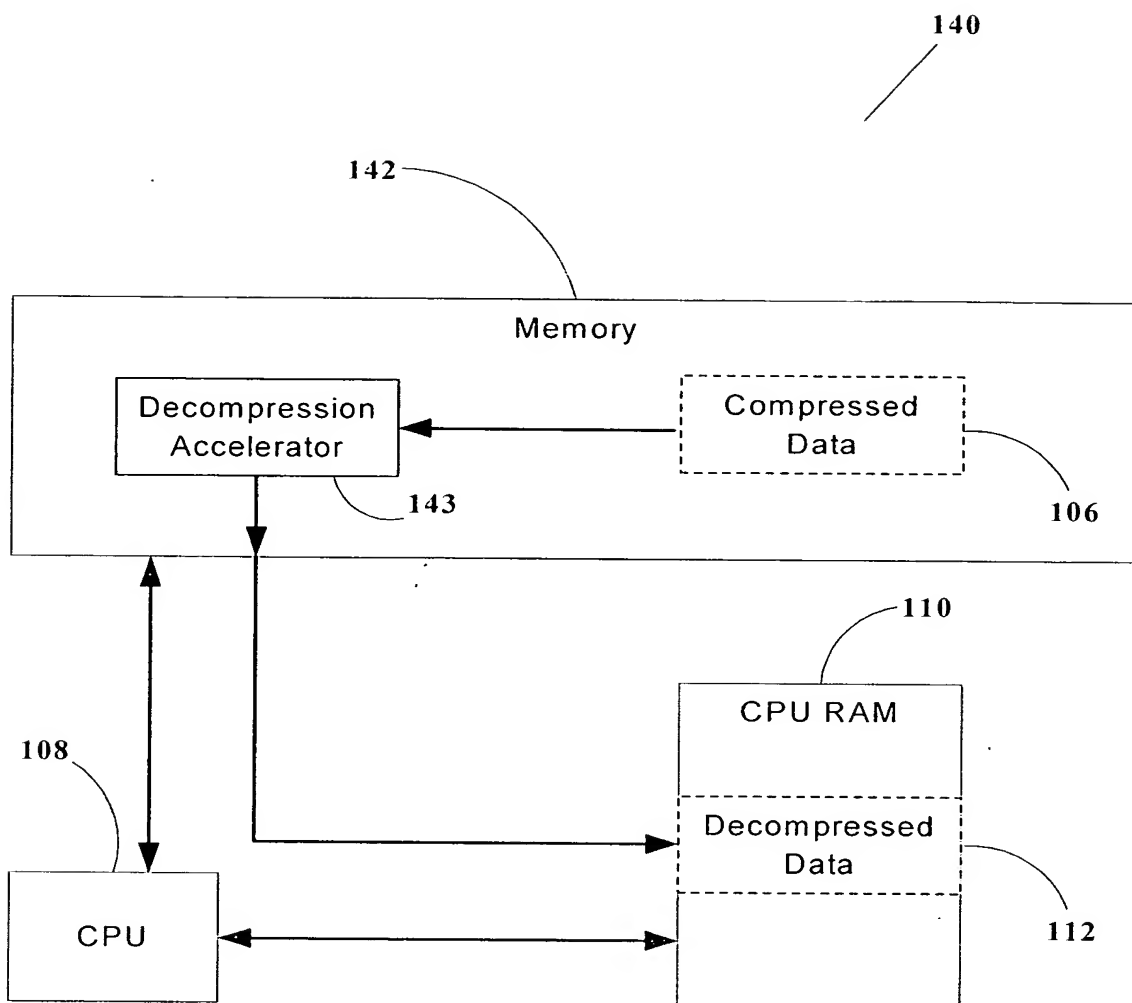 140
142
Memory
Decompression
Accelerator
Compressed
Data
143
106
110
CPU RAM
108
Decompressed
Data
CPU
112